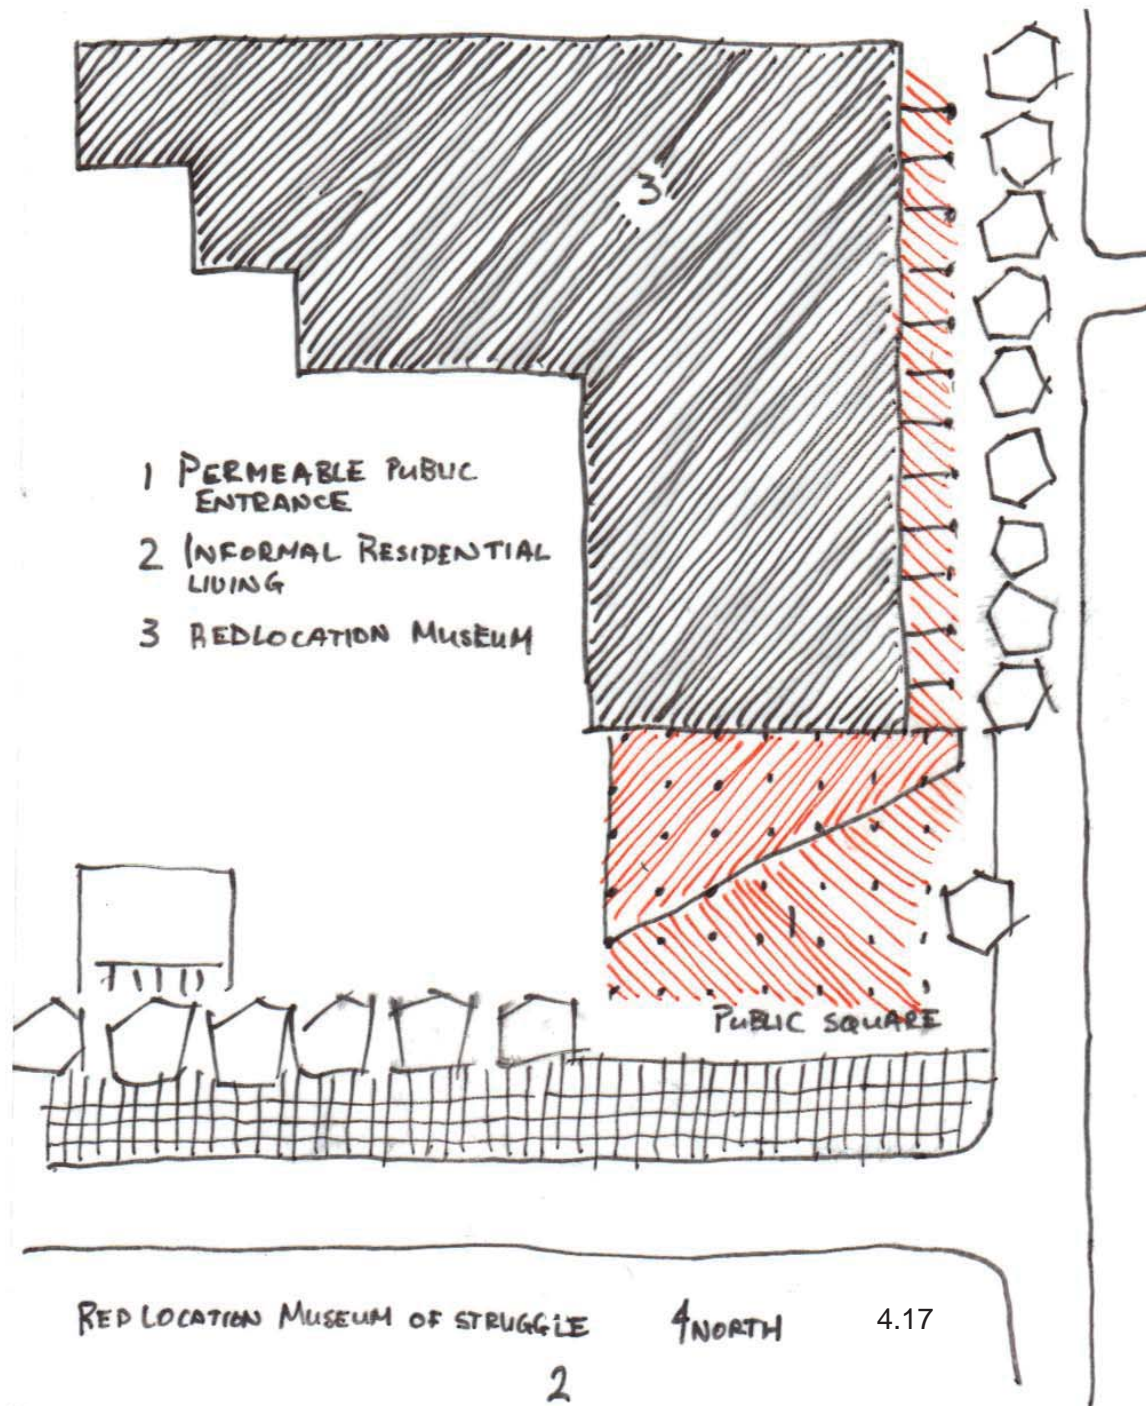 3
1 PERMEABLE PUBLIC
ENTRANCE
2 INFORMAL RESIDENTIAL
LIVING
3 REDLOCATION MUSEUM
1
PUBLIC SQUARE
RED LOCATION MUSEUM OF STRUGGLE NORTH 4.17
2